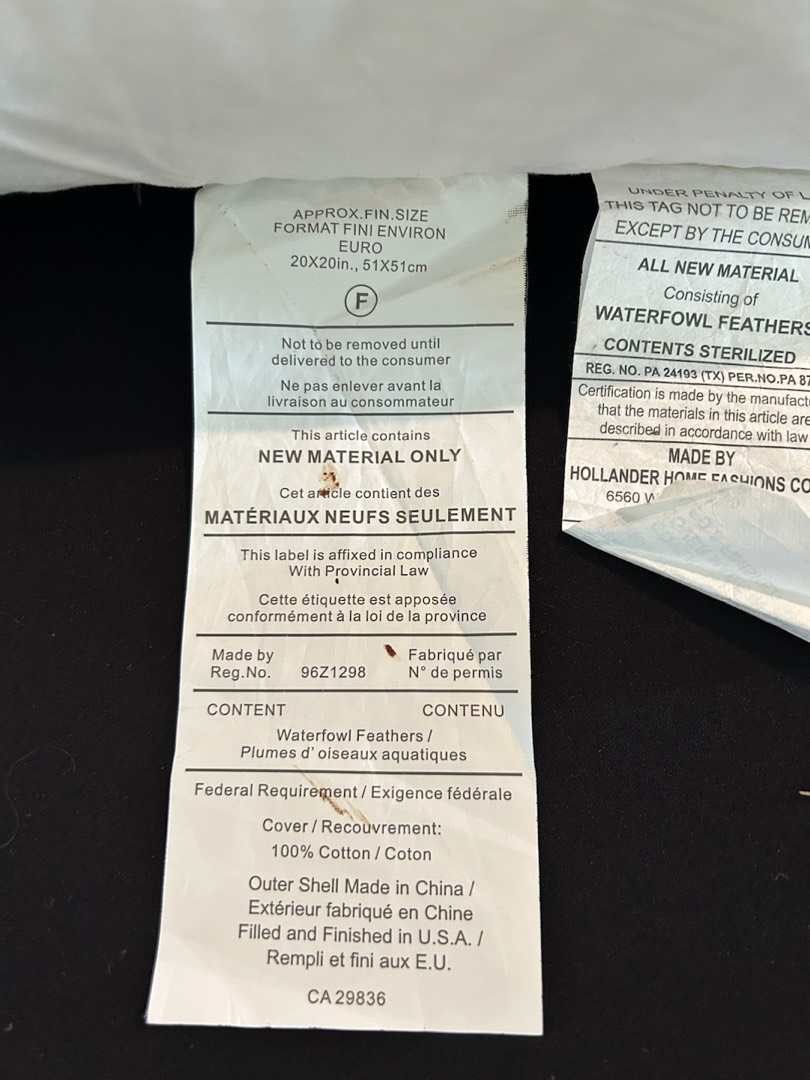 APPROX.FIN.SIZE
FORMAT FINI ENVIRON
EURO
20X20in., 51X51cm
F
Not to be removed until
delivered to the consumer
Ne pas enlever avant la
livraison au consommateur
This article contains
NEW MATERIAL ONLY
Cet article contient des
MATÉRIAUX NEUFS SEULEMENT
This label is affixed in compliance
With Provincial Law
Cette étiquette est apposée
conformément à la loi de la province
Made by Fabriqué par
Reg.No. 96Z1298 N° de permis
CONTENT CONTENU
Waterfowl Feathers /
Plumes d' oiseaux aquatiques
Federal Requirement / Exigence fédérale
Cover / Recouvrement:
100% Cotton / Coton
Outer Shell Made in China /
Extérieur fabriqué en Chine
Filled and Finished in U.S.A. /
Rempli et fini aux E.U.
CA 29836
UNDER PENALTY OF
THIS TAG NOT TO BE
EXCEPT BY THE
ALL NEW MATERIAL
Consisting of
WATERFOWL FEATHERS
CONTENTS STERILIZED
REG. NO. PA 24193 (TX) PER.NO.PA
Certification is made by the
that the materials in this article are
described in accordance with law
MADE BY
HOLLANDER HOME FASHIONS
6560